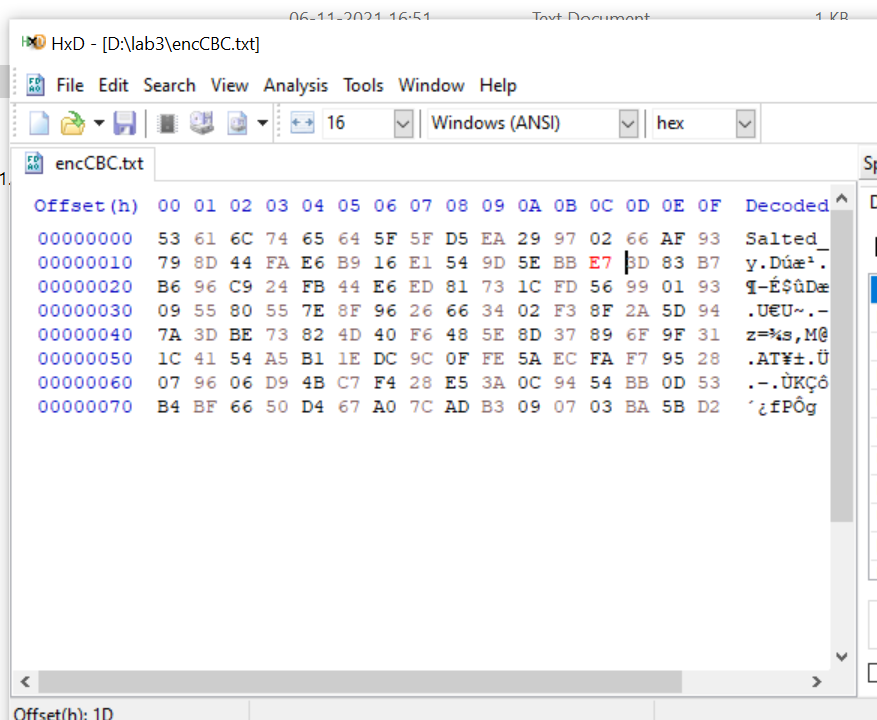 06-11-2021 16:51 Text Document 1 KB
HxD - [D:\lab3\encCBC.txt]
File Edit Search View Analysis Tools Window Help
16 Windows (ANSI) hex
encCBC.txt
Offset(h) 00 01 02 03 04 05 06 07 08 09 0A 0B 0C 0D 0E 0F Decoded
00000000 53 61 6C 74 65 64 5F 5F D5 EA 29 97 02 66 AF 93 Salted_
00000010 79 8D 44 FA E6 B9 16 E1 54 9D 5E BB E7 3D 83 B7 y.Dúæ¹.
00000020 B6 96 C9 24 FB 44 E6 ED 81 73 1C FD 56 99 01 93 ¶–É$ûDæ
00000030 09 55 80 55 7E 8F 96 26 66 34 02 F3 8F 2A 5D 94 .U€U~.–
00000040 7A 3D BE 73 82 4D 40 F6 48 5E 8D 37 89 6F 9F 31 z=¾s‚M@
00000050 1C 41 54 A5 B1 1E DC 9C 0F FE 5A EC FA F7 95 28 .AT¥±.Ü
00000060 07 96 06 D9 4B C7 F4 28 E5 3A 0C 94 54 BB 0D 53 .–.ÙKÇô
00000070 B4 BF 66 50 D4 67 A0 7C AD B3 09 07 03 BA 5B D2 ´¿fPÔg
Offset(h): 1D